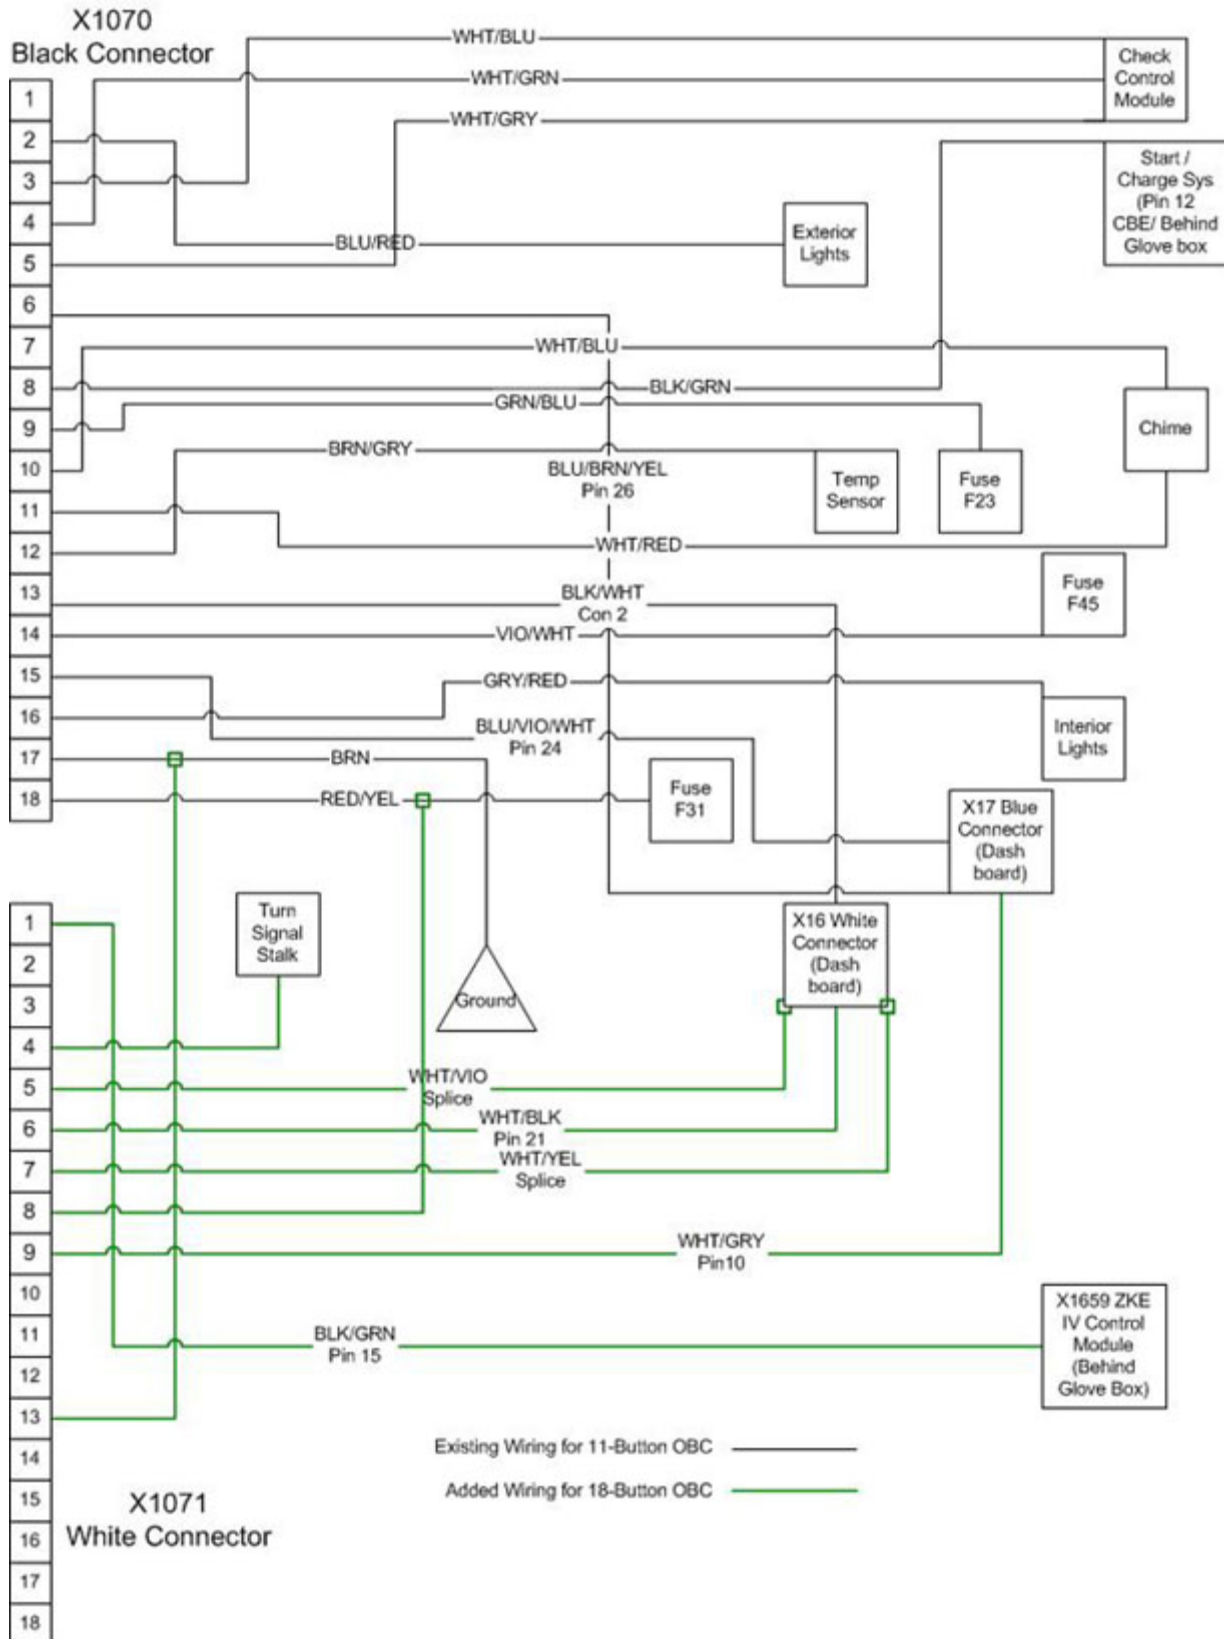 X1070
Black Connector
1
2
3
4
5
6
7
8
9
10
11
12
13
14
15
16
17
18
WHT/BLU
WHT/GRN
WHT/GRY
Check
Control
Module
Start /
Charge Sys
(Pin 12
CBE/ Behind
Glove box
BLU/RED
Exterior
Lights
WHT/BLU
BLK/GRN
GRN/BLU
Chime
BRN/GRY
BLU/BRN/YEL
Pin 26
Temp
Sensor
Fuse
F23
WHT/RED
BLK/WHT
Con 2
Fuse
F45
VIO/WHT
GRY/RED
BLU/VIO/WHT
Pin 24
Interior
Lights
BRN
RED/YEL
Fuse
F31
X17 Blue
Connector
(Dash
board)
1
2
3
4
5
6
7
8
9
10
11
12
13
14
15
16
17
18
Turn
Signal
Stalk
Ground
X16 White
Connector
(Dash
board)
WHT/VIO
Splice
WHT/BLK
Pin 21
WHT/YEL
Splice
WHT/GRY
Pin10
BLK/GRN
Pin 15
X1659 ZKE
IV Control
Module
(Behind
Glove Box)
Existing Wiring for 11-Button OBC
Added Wiring for 18-Button OBC
X1071
White Connector